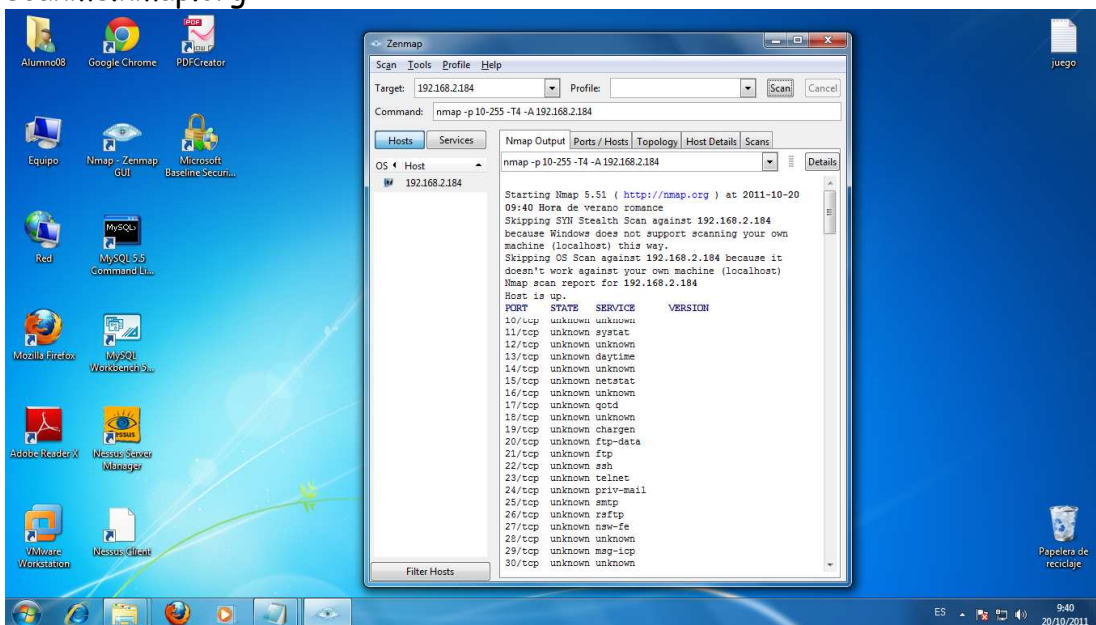 scanme.nmap.org
Alumno08
Google Chrome
PDF
PDFCreator
juego
Equipo
Nmap - Zenmap
GUI
Microsoft
Baseline Securi...
Red
MySQL
MySQL 5.5
Command Li...
Mozilla Firefox
MySQL
Workbench 5...
Adobe Reader X
Nessus Server
Manager
VMware
Workstation
Nessus Client
Papelera de
reciclaje
Zenmap
Scan Tools Profile Help
Target: 192.168.2.184 Profile: Scan Cancel
Command: nmap -p 10-255 -T4 -A 192.168.2.184
Hosts Services Nmap Output Ports / Hosts Topology Host Details Scans
OS Host nmap -p 10-255 -T4 -A 192.168.2.184 Details
192.168.2.184
Starting Nmap 5.51 ( http://nmap.org ) at 2011-10-20
09:40 Hora de verano romance
Skipping SYN Stealth Scan against 192.168.2.184
because Windows does not support scanning your own
machine (localhost) this way.
Skipping OS Scan against 192.168.2.184 because it
doesn't work against your own machine (localhost)
Nmap scan report for 192.168.2.184
Host is up.
PORT STATE SERVICE VERSION
10/tcp unknown unknown
11/tcp unknown systat
12/tcp unknown unknown
13/tcp unknown daytime
14/tcp unknown unknown
15/tcp unknown netstat
16/tcp unknown unknown
17/tcp unknown qotd
18/tcp unknown unknown
19/tcp unknown chargen
20/tcp unknown ftp-data
21/tcp unknown ftp
22/tcp unknown ssh
23/tcp unknown telnet
24/tcp unknown priv-mail
25/tcp unknown smtp
26/tcp unknown rsftp
27/tcp unknown nsw-fe
28/tcp unknown unknown
29/tcp unknown msg-icp
30/tcp unknown unknown
Filter Hosts
ES 9:40
20/10/2011